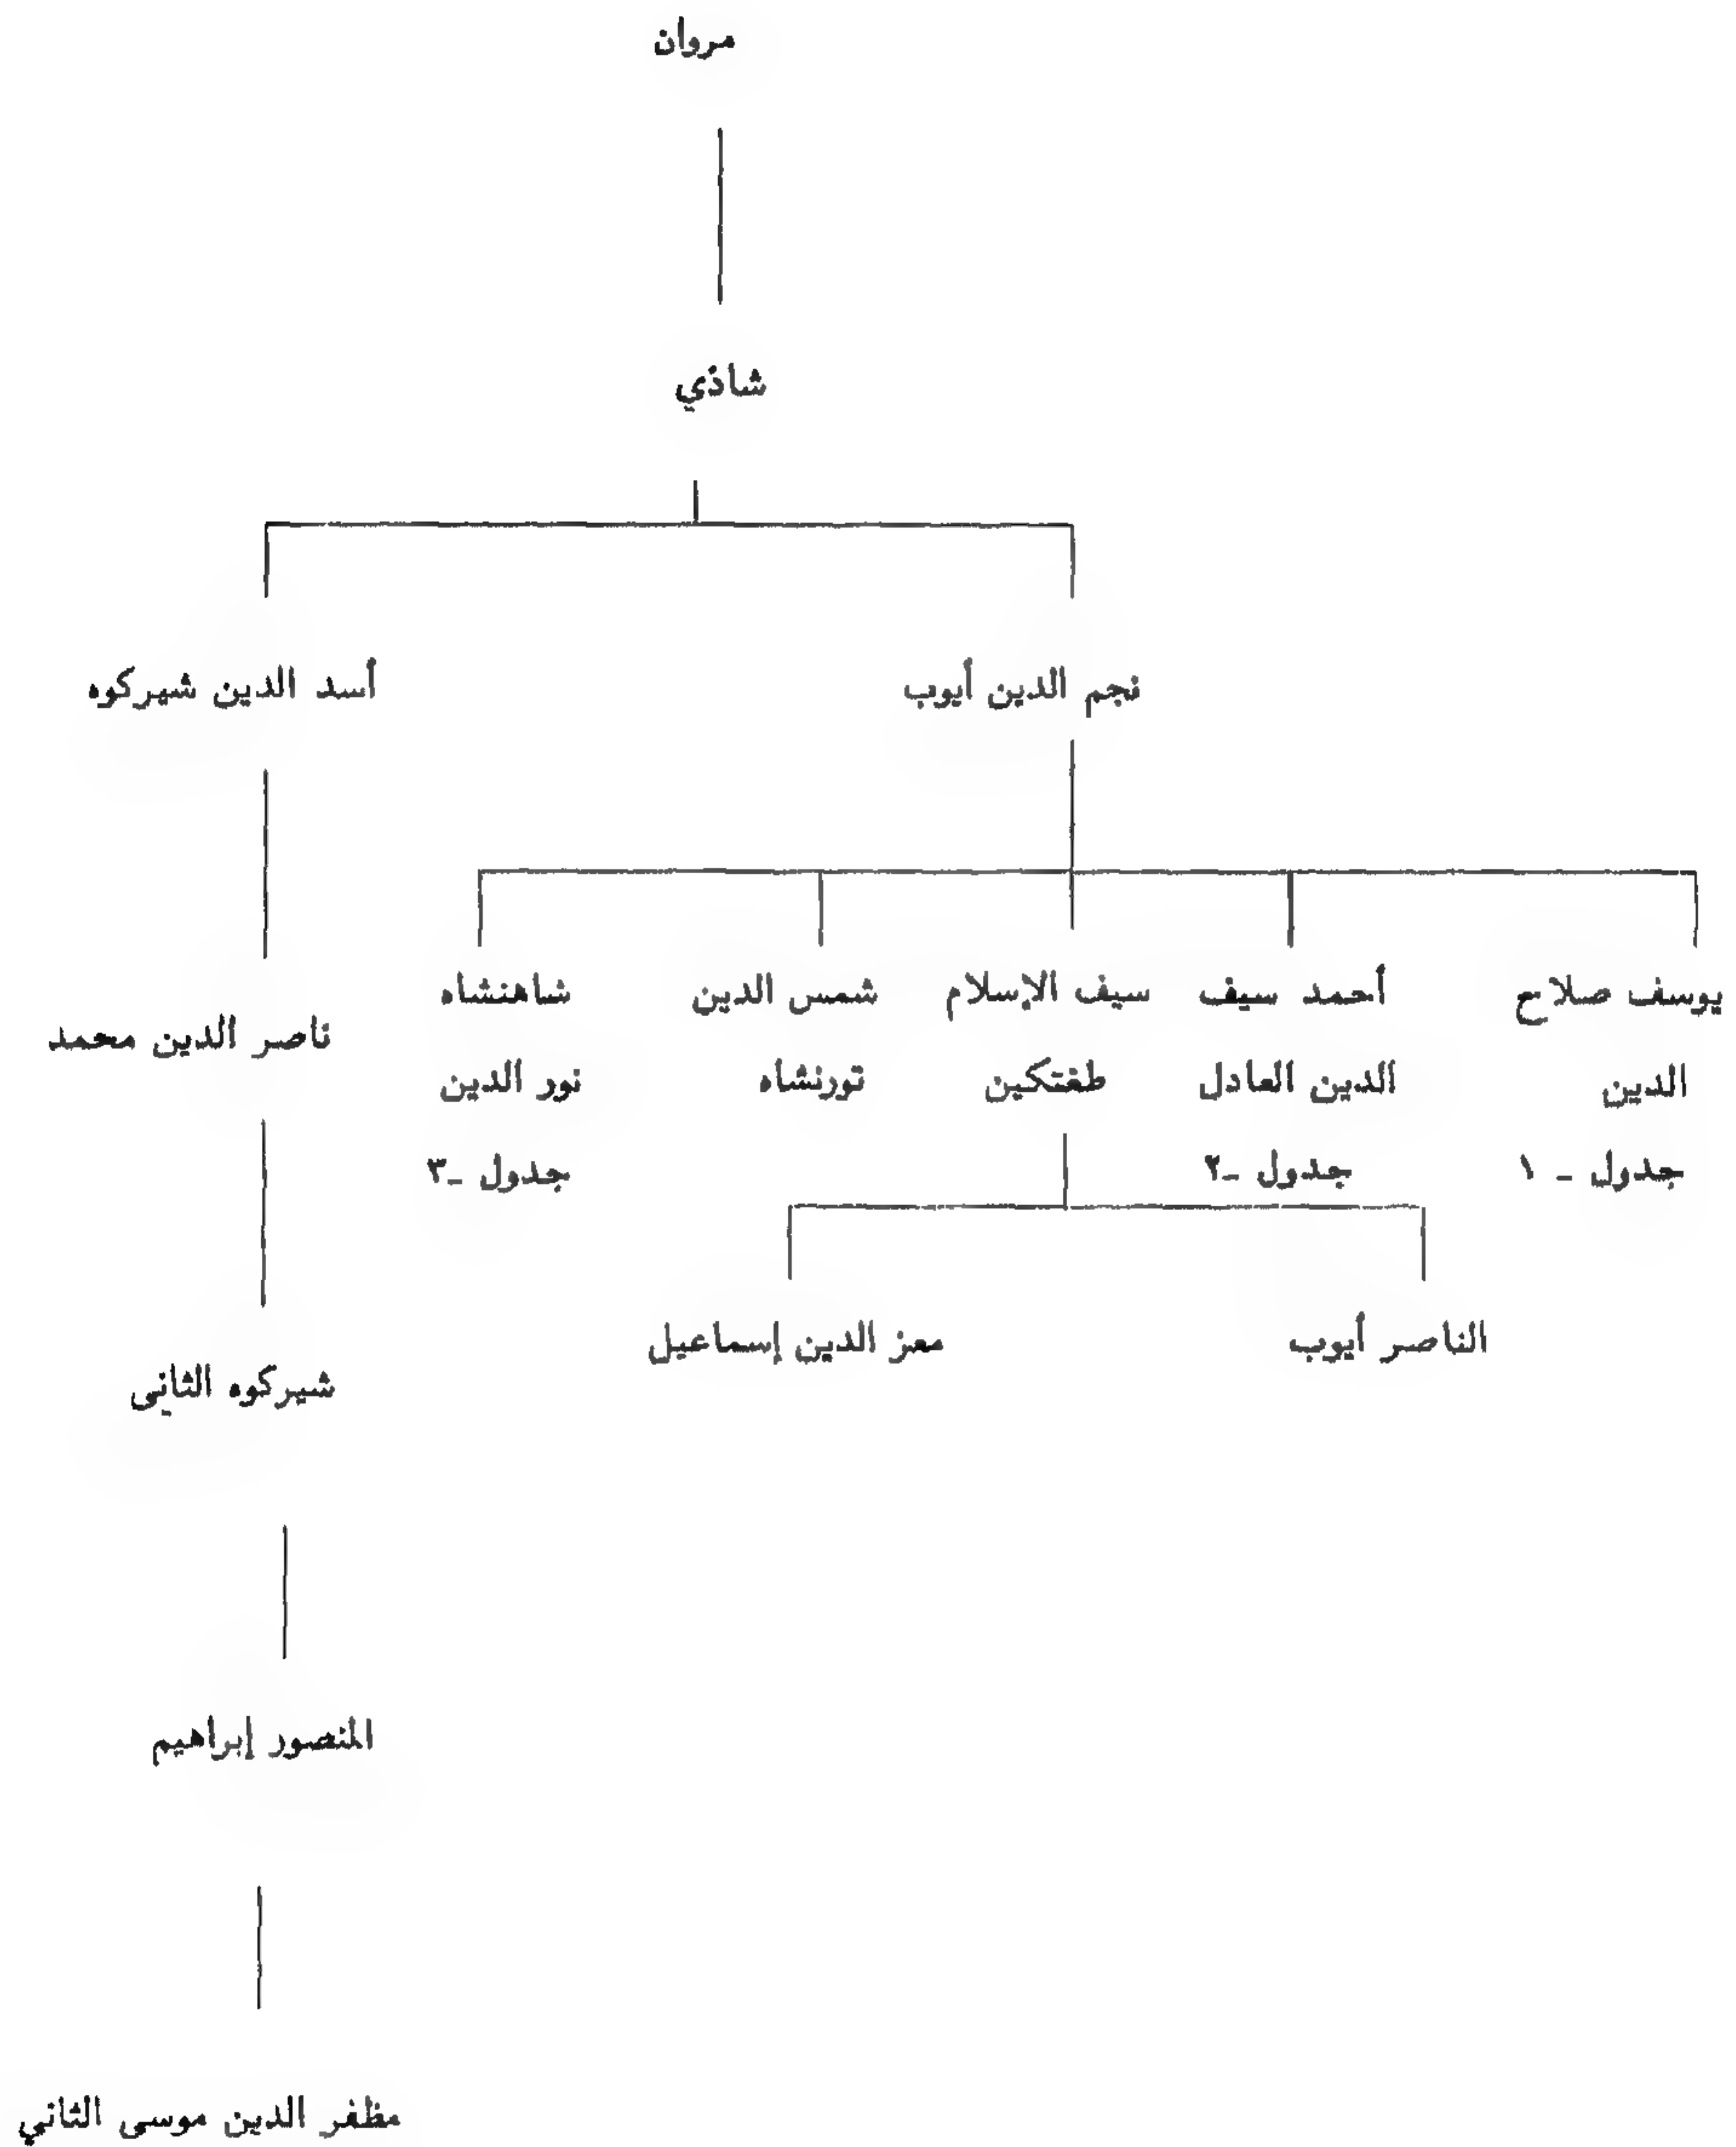 مروان
شاذي
نجم الدين أيوب
أسد الدين شيركوه
يوسف صلاح
الدين
جدول - ١
أحمد سيف
الدين العادل
جدول -٢
سيف الإسلام
طغتكين
شمس الدين
تورنشاه
شاهنشاه
نور الدين
جدول -٣
ناصر الدين محمد
الناصر أيوب
معز الدين إسماعيل
شيركوه الثاني
المنصور إبراهيم
مظفر الدين موسى الثاني